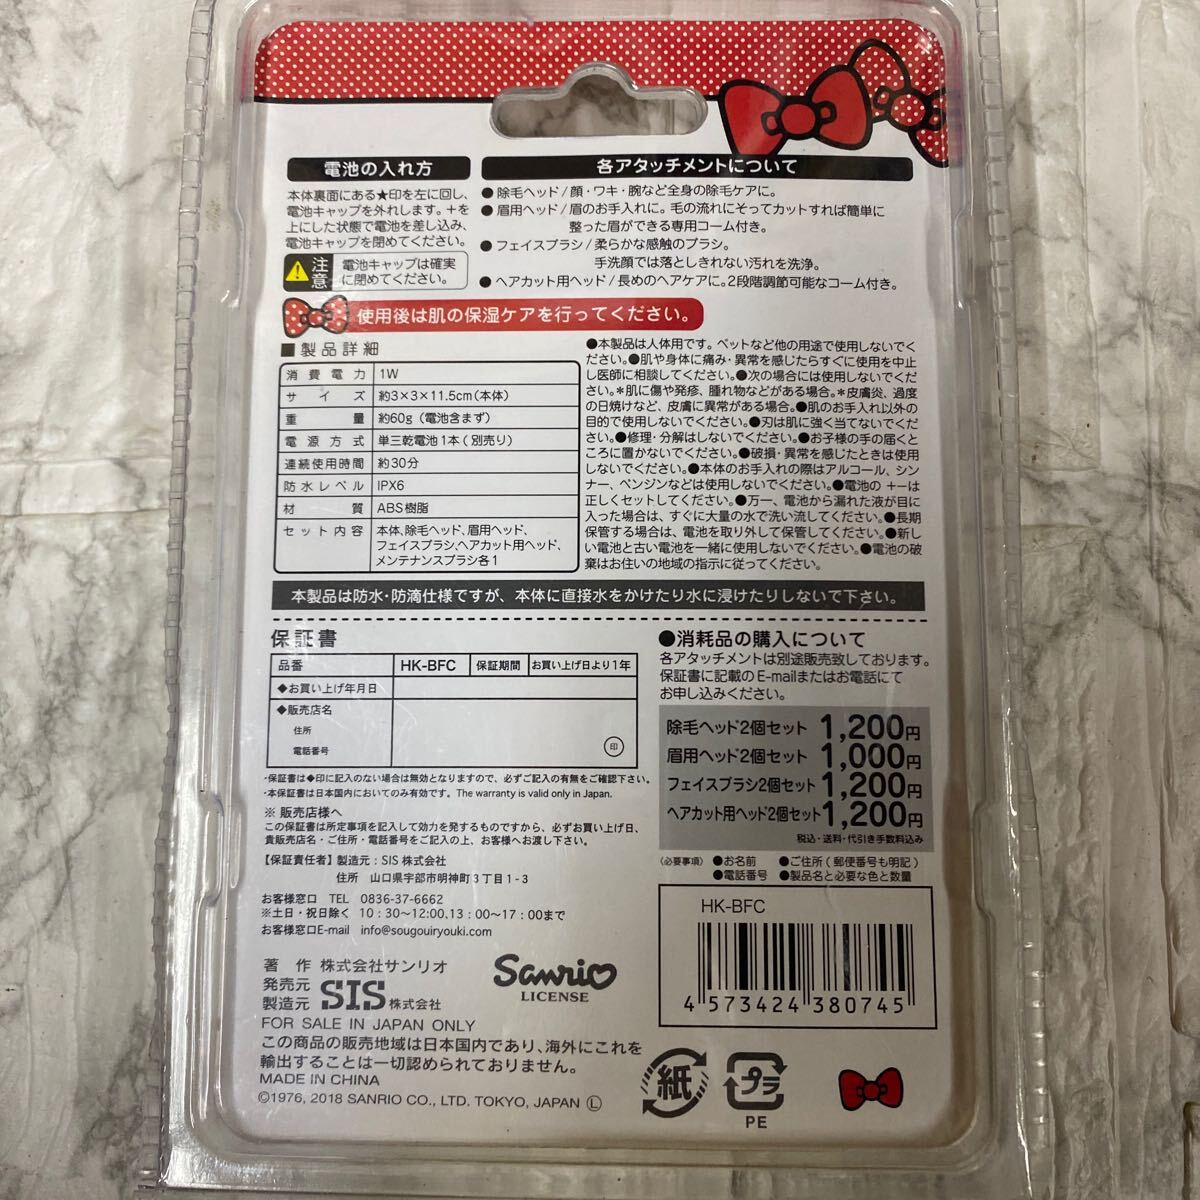 電池の入れ方
本体裏面にある★印を左に回し、
電池キャップを外れします。+を
上にした状態で電池を差し込み、
電池キャップを閉めてください。
注意
電池キャップは確実
に閉めてください。
各アタッチメントについて
●除毛ヘッド/顔・ワキ・腕など全身の除毛ケアに。
●眉用ヘッド/眉のお手入れに。毛の流れにそってカットすれば簡単に
整った眉ができる専用コーム付き。
●フェイスブラシ/柔らかな感触のブラシ。
手洗顔では落としきれない汚れを洗浄。
●ヘアカット用ヘッド/長めのヘアケアに。2段階調節可能なコーム付き。
使用後は肌の保湿ケアを行ってください。
■製品詳細
消費電力 1W
サイズ 約3×3×11.5cm(本体)
重量 約60g(電池含まず)
電源方式 単三乾電池1本(別売り)
連続使用時間 約30分
防水レベル IPX6
材質 ABS樹脂
セット内容 本体、除毛ヘッド、眉用ヘッド、
フェイスブラシ、ヘアカット用ヘッド、
メンテナンスブラシ各1
●本製品は人体用です。ペットなど他の用途で使用しないでく
ださい。●肌や身体に痛み・異常を感じたらすぐに使用を中止
し医師に相談してください。●次の場合には使用しないでくだ
さい。*肌に傷や発疹、腫れ物などがある場合。*皮膚炎、過度
の日焼けなど、皮膚に異常がある場合。●肌のお手入れ以外の
目的で使用しないでください。●刃は肌に強く当てないでくだ
さい。●修理・分解はしないでください。●お子様の手の届くと
ころに置かないでください。●破損・異常を感じたときは使用
しないでください。●本体のお手入れの際はアルコール、シン
ナー、ベンジンなどは使用しないでください。●電池の +ーは
正しくセットしてください。●万一、電池から漏れた液が目に
入った場合は、すぐに大量の水で洗い流してください。●長期
保管する場合は、電池を取り外して保管してください。●新し
い電池と古い電池を一緒に使用しないでください。●電池の破
棄はお住いの地域の指示に従ってください。
本製品は防水・防滴仕様ですが、本体に直接水をかけたり水に浸けたりしないで下さい。
保証書
品番 HK-BFC 保証期間 お買い上げ日より1年
◆お買い上げ年月日
◆販売店名
住所
電話番号 印
・保証書は◆印に記入のない場合は無効となりますので、必ずご記入の有無をご確認下さい。
・本保証書は日本国内においてのみ有効です。The warranty is valid only in Japan.
※ 販売店様へ
この保証書は所定事項を記入して効力を発するものですから、必ずお買い上げ日、
貴販売店名・ご住所・電話番号をご記入の上、お客様へお渡し下さい。
【保証責任者】製造元:SIS株式会社
住所 山口県宇部市明神町3丁目1-3
お客様窓口 TEL 0836-37-6662
※土日・祝日除く 10:30〜12:00、13:00〜17:00まで
お客様窓口E-mail info@sougouiryouki.com
著作 株式会社サンリオ
発売元
製造元 SIS 株式会社
Sanrio
LICENSE
FOR SALE IN JAPAN ONLY
この商品の販売地域は日本国内であり、海外にこれを
輸出することは一切認められておりません。
MADE IN CHINA
©1976, 2018 SANRIO CO., LTD. TOKYO, JAPAN Ⓛ
●消耗品の購入について
各アタッチメントは別途販売致しております。
保証書に記載のE-mailまたはお電話にて
お申し込みください。
除毛ヘッド2個セット 1,200円
眉用ヘッド2個セット 1,000円
フェイスブラシ2個セット 1,200円
ヘアカット用ヘッド2個セット 1,200円
税込・送料・代引き手数料込み
〈必要事項〉 ●お名前 ●ご住所(郵便番号も明記)
●電話番号 ●製品名と必要な色と数量
HK-BFC
4 573424 380745
紙
プラ
PE